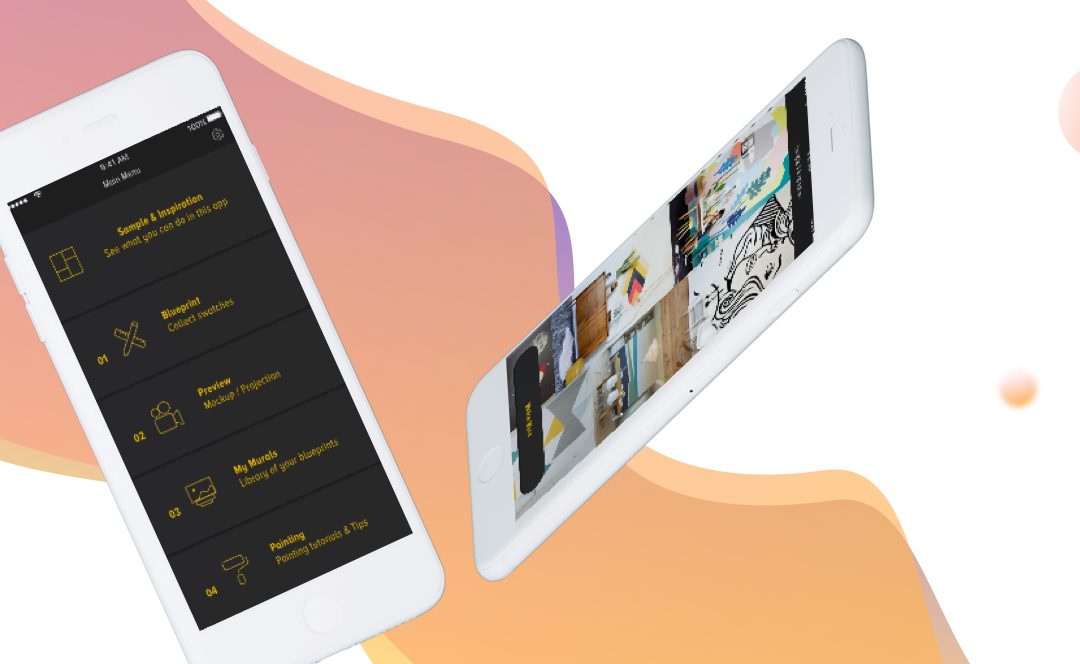 100%
9:41 AM
Main Menu
Sample & Inspiration
See what you can do in this app
01
Blueprint
Collect swatches
02
Preview
Mockup / Projection
03
My Murals
Library of your blueprints
04
Painting
Painting tutorials & Tips